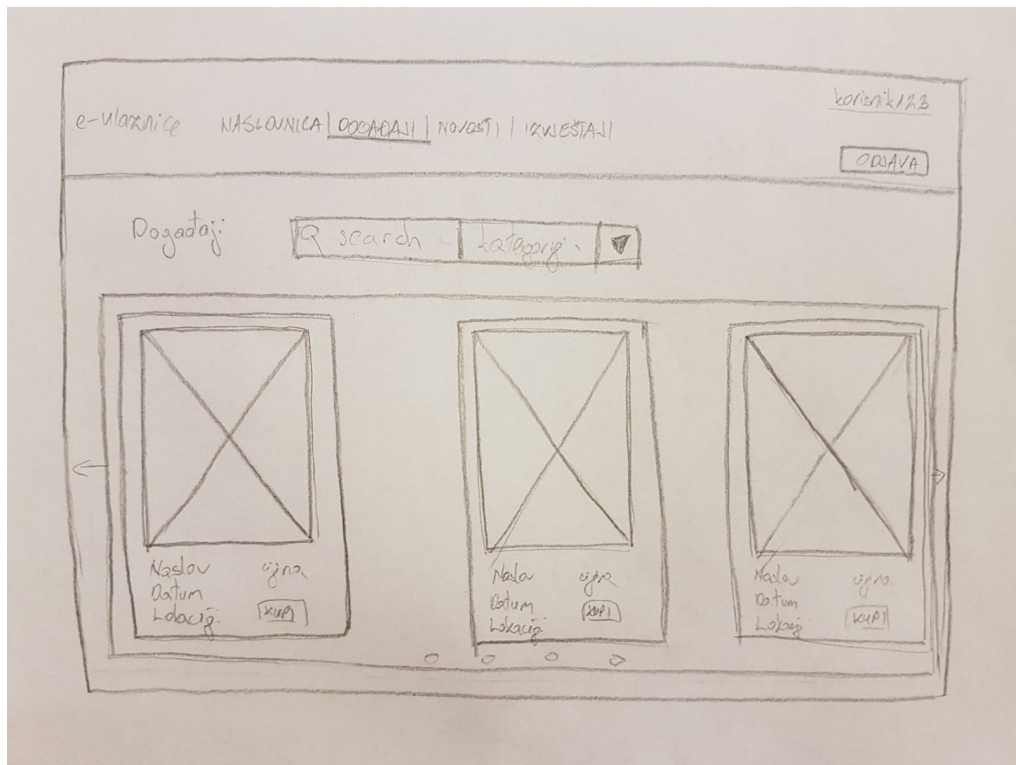 korisnik123
e-ulaznice NASLOVNICA | DOGAĐAJI | NOVOSTI | IZVJEŠTAJI
ODJAVA
Događaji: search kategorij.
Naslov cijena
Datum
Lokacija KUPI
Naslov cijena
Datum
Lokacija KUPI
Naslov cijena
Datum
Lokacija KUPI